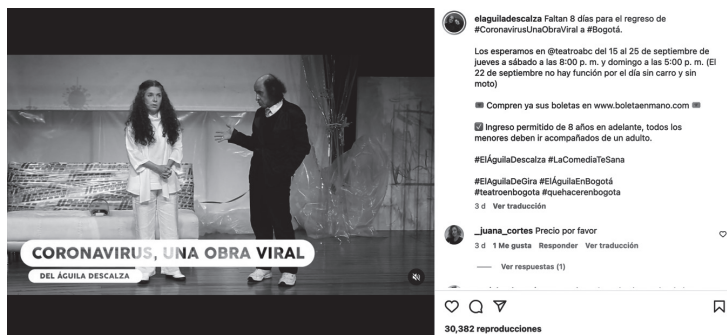 elaguiladescalza Faltan 8 días para el regreso de
#CoronavirusUnaObraViral a #Bogotá.
Los esperamos en @teatroabc del 15 al 25 de septiembre de
jueves a sábado a las 8:00 p. m. y domingo a las 5:00 p. m. (El
22 de septiembre no hay función por el día sin carro y sin
moto)
Compren ya sus boletas en www.boletaenmano.com
Ingreso permitido de 8 años en adelante, todos los
menores deben ir acompañados de un adulto.
#ElÁguilaDescalza #LaComediaTeSana
#ElAguilaDeGira #ElÁguilaEnBogotá
#teatroenbogota #quehacerenbogota
3 d Ver traducción
_juana_cortes Precio por favor
3 d 1 Me gusta Responder Ver traducción
Ver respuestas (1)
30,382 reproducciones
CORONAVIRUS, UNA OBRA VIRAL
DEL ÁGUILA DESCALZA